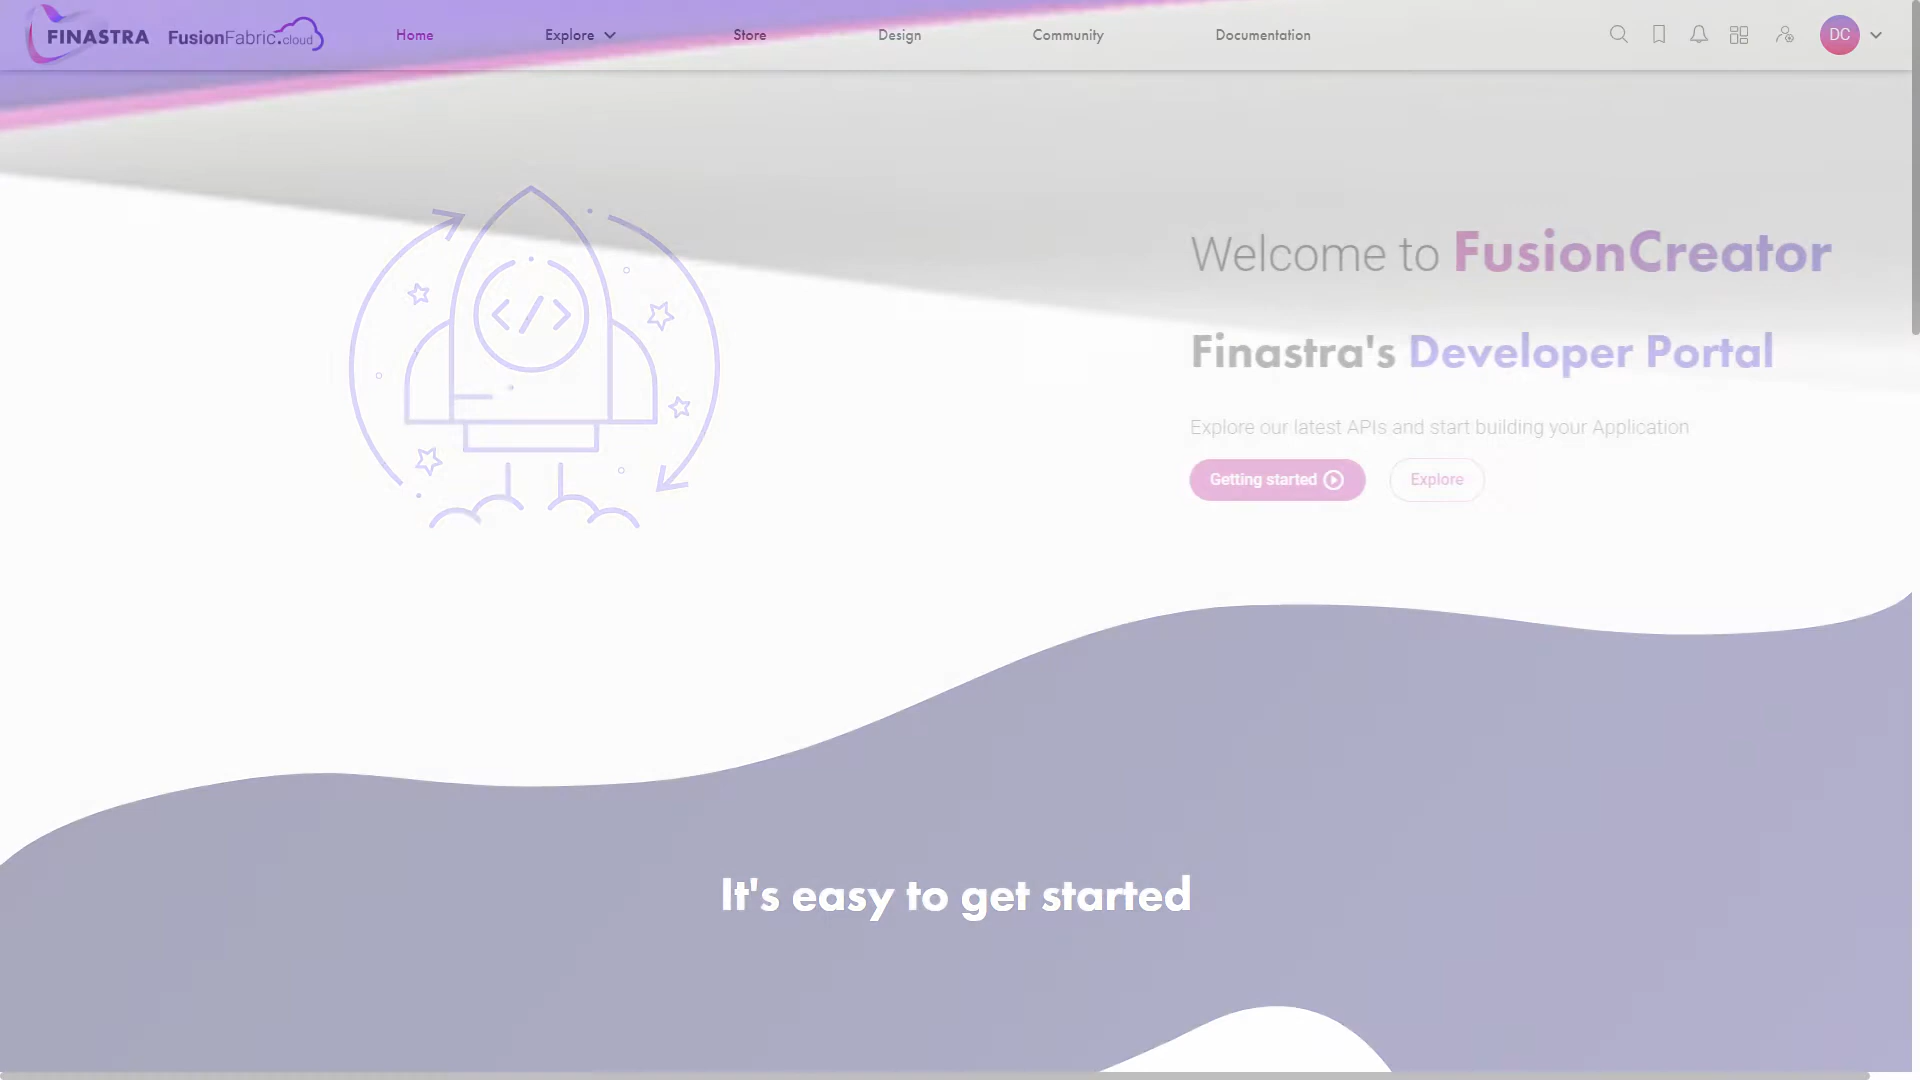 FINASTRA FusionFabric.cloud Home Explore Store Design Community Documentation DC
Welcome to FusionCreator
Finastra's Developer Portal
Explore our latest APIs and start building your Application
Getting started Explore
It's easy to get started